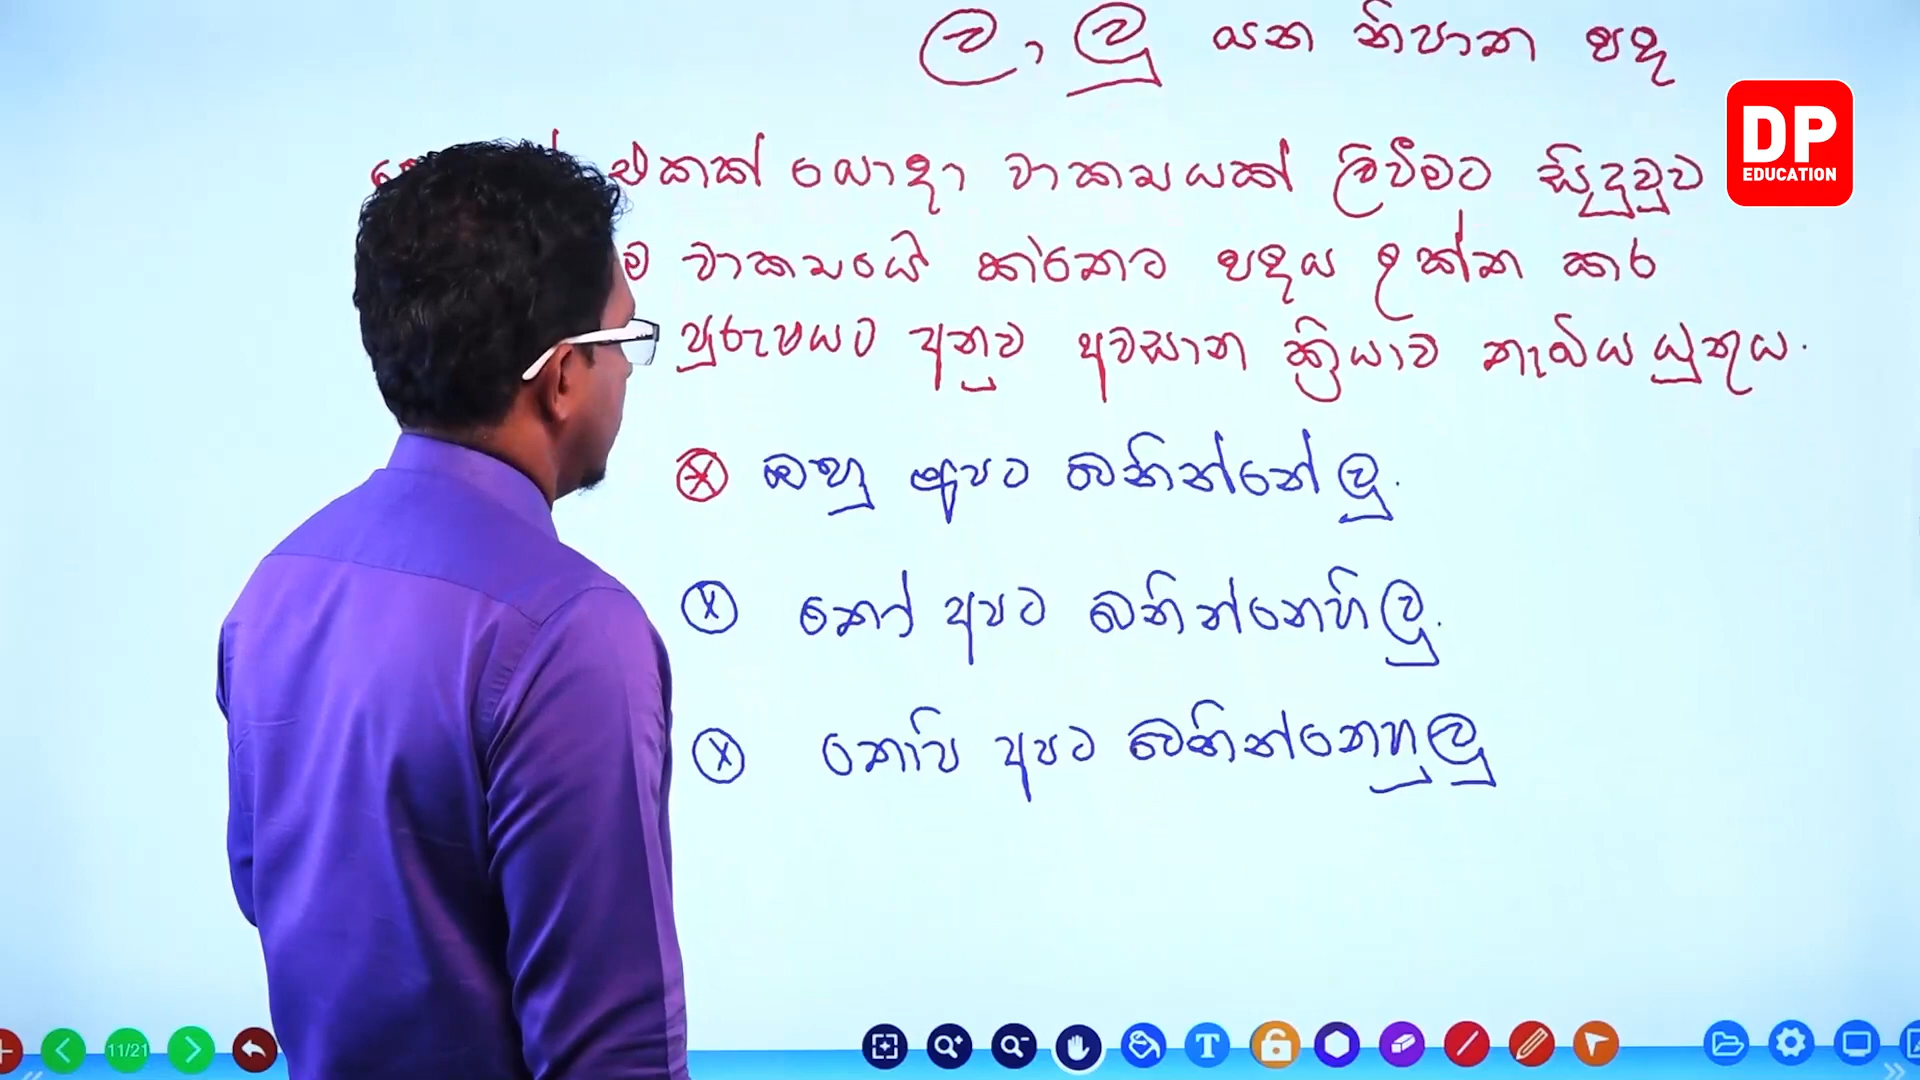 ල, ලු යන නිපාත පද
එකක් යොදා වාක්‍යයක් ලිවීමට සිදුවුව
ම වාක්‍යයේ කර්තෘට පදය උක්ත කර
පුරුෂයට අනුව අවසාන ක්‍රියාව තැබිය යුතුය.
ඔහු අපට බනින්නේ ලු.
තෝ අපට බනින්නෙහි ලු.
තොප අපට බනින්නෙහු ලු
DP
EDUCATION
11/21
T